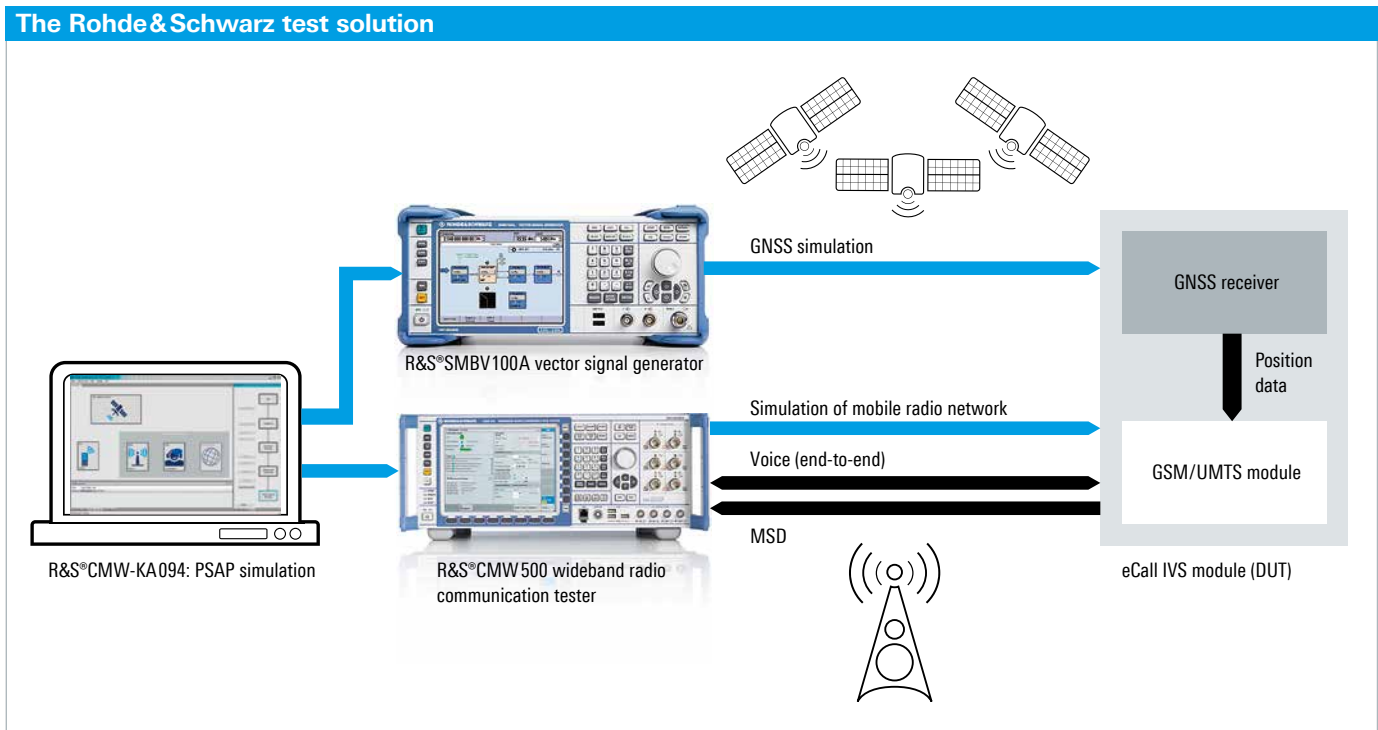 The Rohde&Schwarz test solution
GNSS simulation
GNSS receiver
R&S®SMBV100A vector signal generator
Position
data
Simulation of mobile radio network
Voice (end-to-end)
GSM/UMTS module
MSD
R&S®CMW-KA094: PSAP simulation
R&S®CMW500 wideband radio
communication tester
eCall IVS module (DUT)